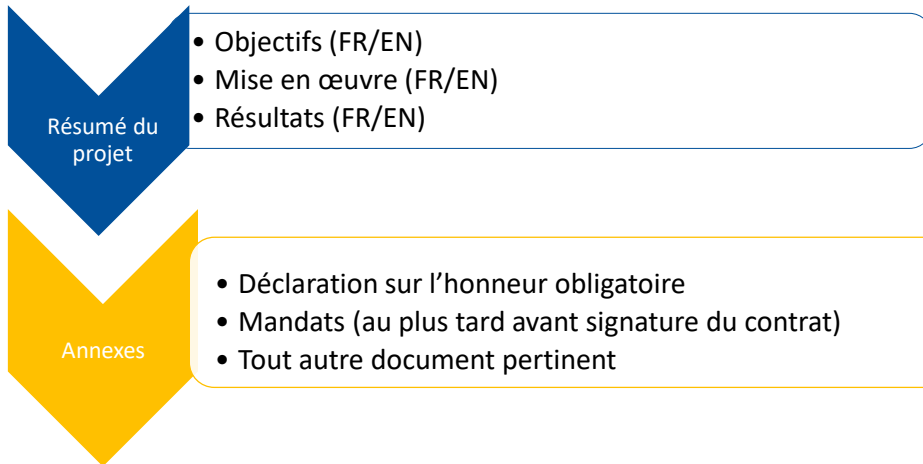 Résumé du
projet
• Objectifs (FR/EN)
• Mise en œuvre (FR/EN)
• Résultats (FR/EN)
Annexes
• Déclaration sur l’honneur obligatoire
• Mandats (au plus tard avant signature du contrat)
• Tout autre document pertinent